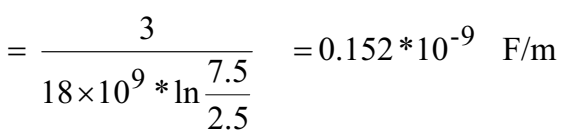 = 3 / (18×10^9 * ln 7.5/2.5) = 0.152*10^-9 F/m